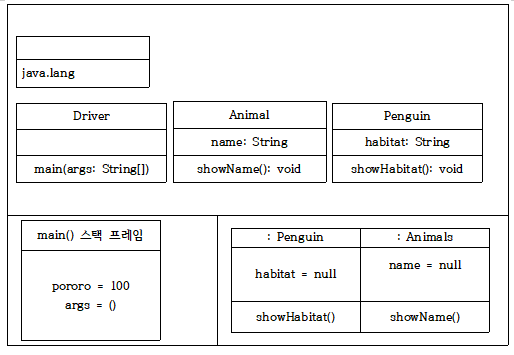 java.lang
Driver
main(args: String[])
Animal
name: String
showName(): void
Penguin
habitat: String
showHabitat(): void
main() 스택 프레임
pororo = 100
args = ()
: Penguin
habitat = null
showHabitat()
: Animals
name = null
showName()